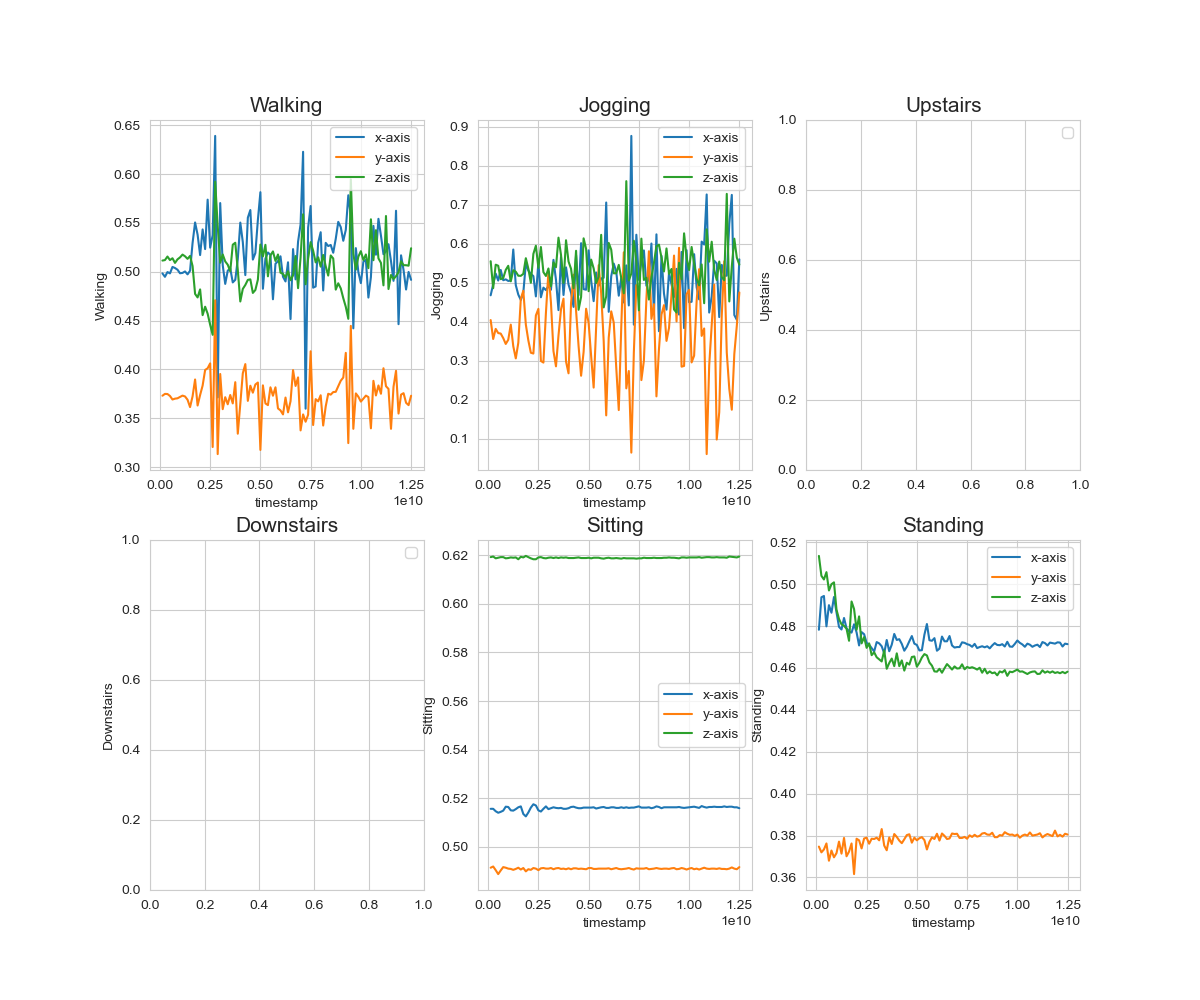 Walking
0.65
0.60
0.55
0.50
0.45
0.40
0.35
0.30
Walking
x-axis
y-axis
z-axis
0.00 0.25 0.50 0.75 1.00 1.25
timestamp
1e10
Jogging
0.9
0.8
0.7
0.6
0.5
0.4
0.3
0.2
0.1
Jogging
x-axis
y-axis
z-axis
0.00 0.25 0.50 0.75 1.00 1.25
timestamp
1e10
Upstairs
1.0
0.8
0.6
0.4
0.2
0.0
Upstairs
0.0 0.2 0.4 0.6 0.8 1.0
Downstairs
1.0
0.8
0.6
0.4
0.2
0.0
Downstairs
0.0 0.2 0.4 0.6 0.8 1.0
Sitting
0.62
0.60
0.58
0.56
0.54
0.52
0.50
Sitting
x-axis
y-axis
z-axis
0.00 0.25 0.50 0.75 1.00 1.25
timestamp
1e10
Standing
0.52
0.50
0.48
0.46
0.44
0.42
0.40
0.38
0.36
Standing
x-axis
y-axis
z-axis
0.00 0.25 0.50 0.75 1.00 1.25
timestamp
1e10